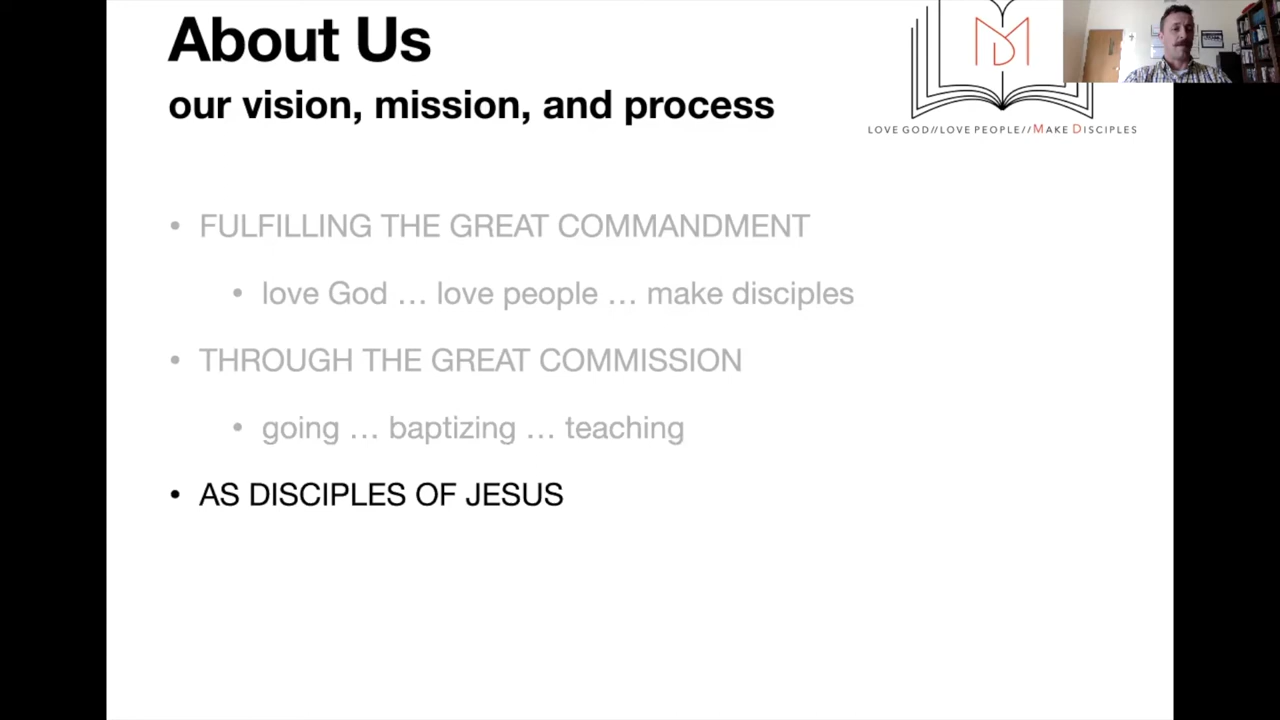 About Us
our vision, mission, and process
MD
LOVE GOD//LOVE PEOPLE//MAKE DISCIPLES
• FULFILLING THE GREAT COMMANDMENT
• love God … love people … make disciples
• THROUGH THE GREAT COMMISSION
• going … baptizing … teaching
• AS DISCIPLES OF JESUS